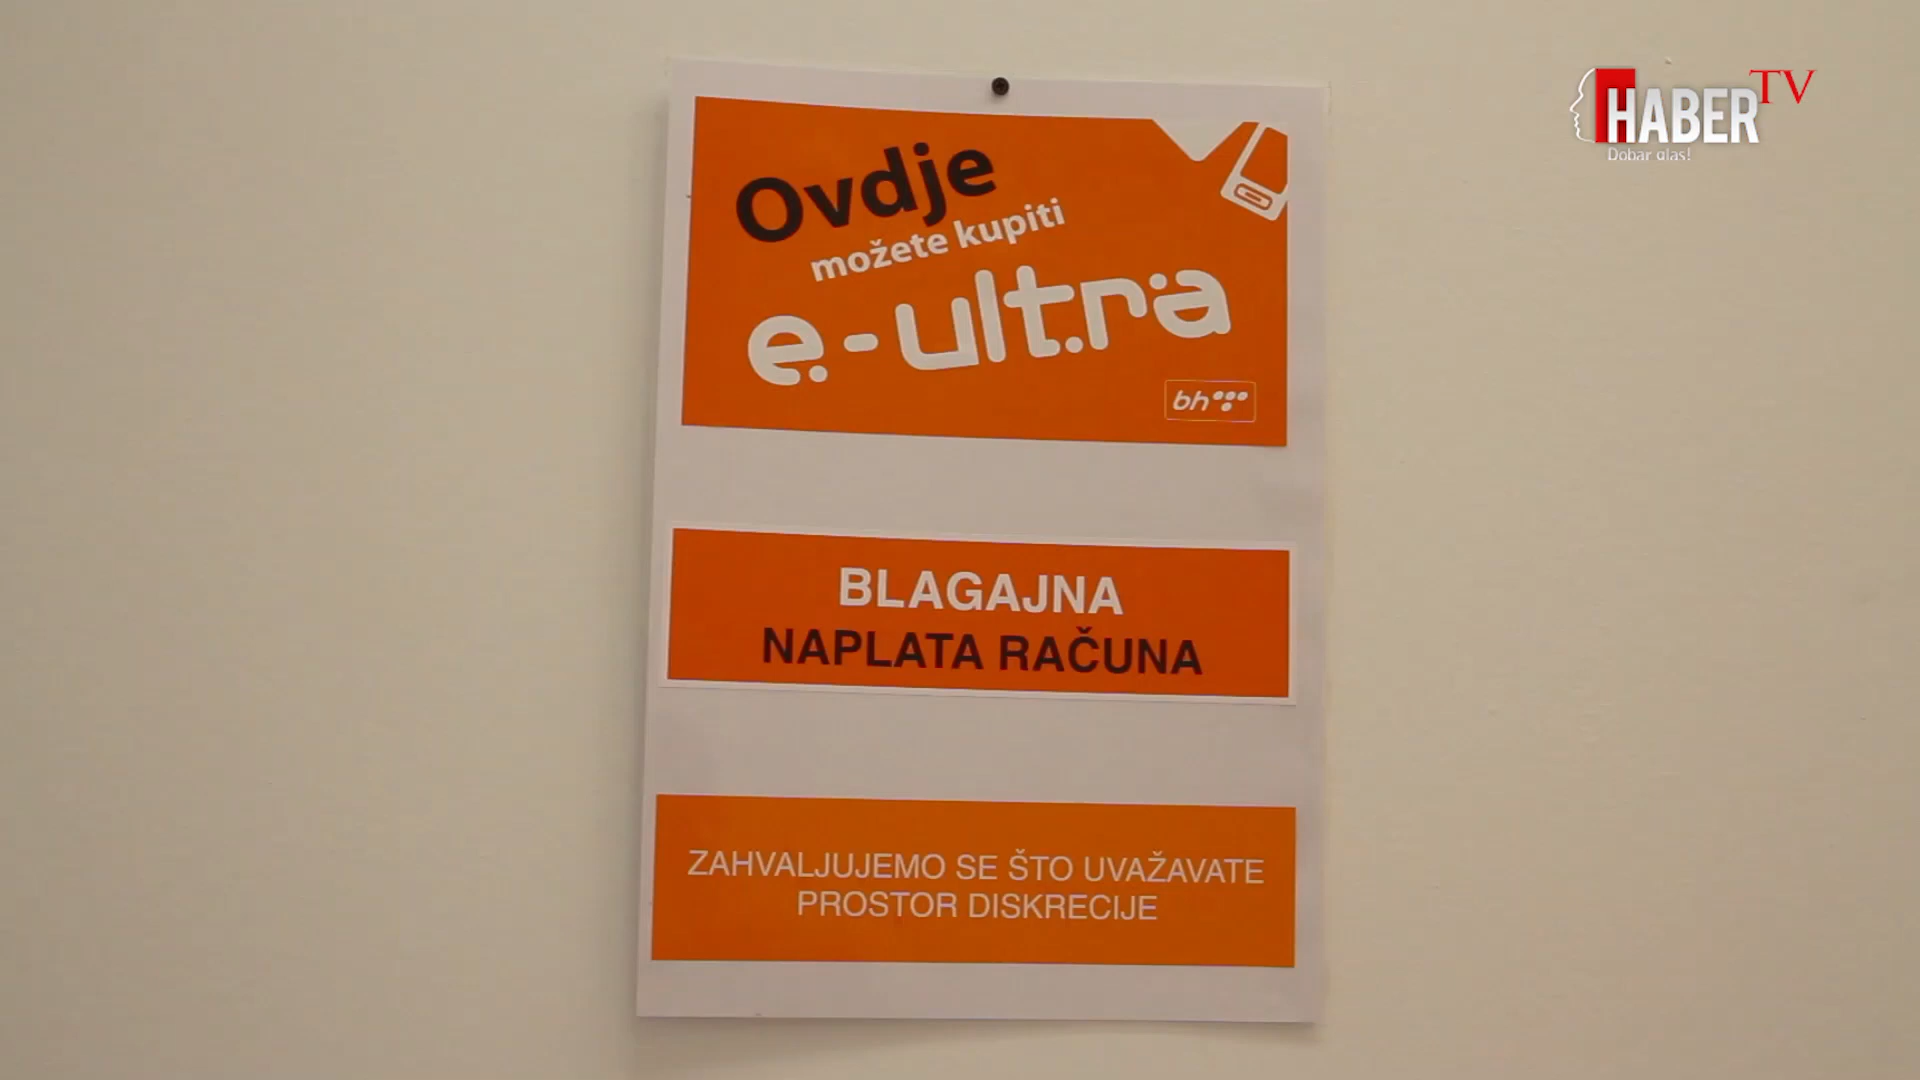 HABER TV
Dobar glas!
Ovdje
možete kupiti
e-ultra
bh
BLAGAJNA
NAPLATA RAČUNA
ZAHVALJUJEMO SE ŠTO UVAŽAVATE
PROSTOR DISKRECIJE